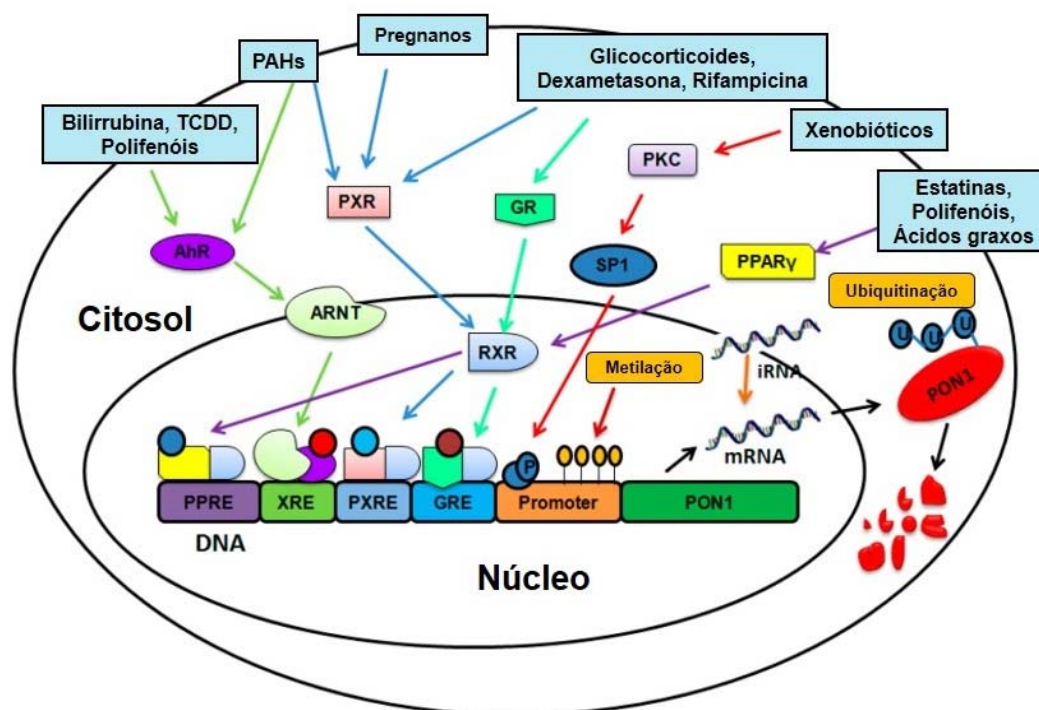 Pregnanos
PAHs
Glicocorticoides,
Dexametasona, Rifampicina
Bilirrubina, TCDD,
Polifenóis
Xenobióticos
PKC
PXR
GR
Estatinas,
Polifenóis,
Ácidos graxos
AhR
SP1
PPARγ
Citosol
ARNT
Ubiquitinação
RXR
U U U
Metilação
iRNA
PON1
mRNA
P
PPRE XRE PXRE GRE Promoter PON1
DNA
Núcleo